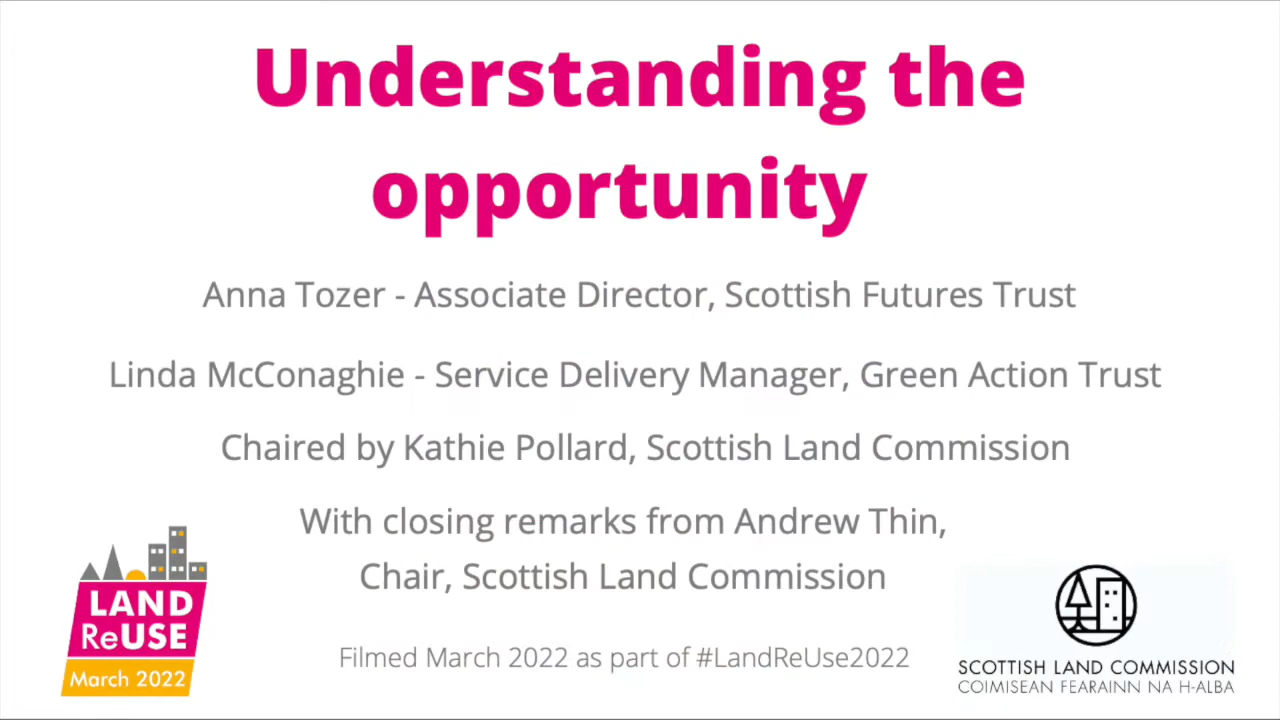 Understanding the
opportunity
Anna Tozer - Associate Director, Scottish Futures Trust
Linda McConaghie - Service Delivery Manager, Green Action Trust
Chaired by Kathie Pollard, Scottish Land Commission
With closing remarks from Andrew Thin,
Chair, Scottish Land Commission
Filmed March 2022 as part of #LandReUse2022
LAND
ReUSE
March 2022
SCOTTISH LAND COMMISSION
COIMISEAN FEARAINN NA H-ALBA